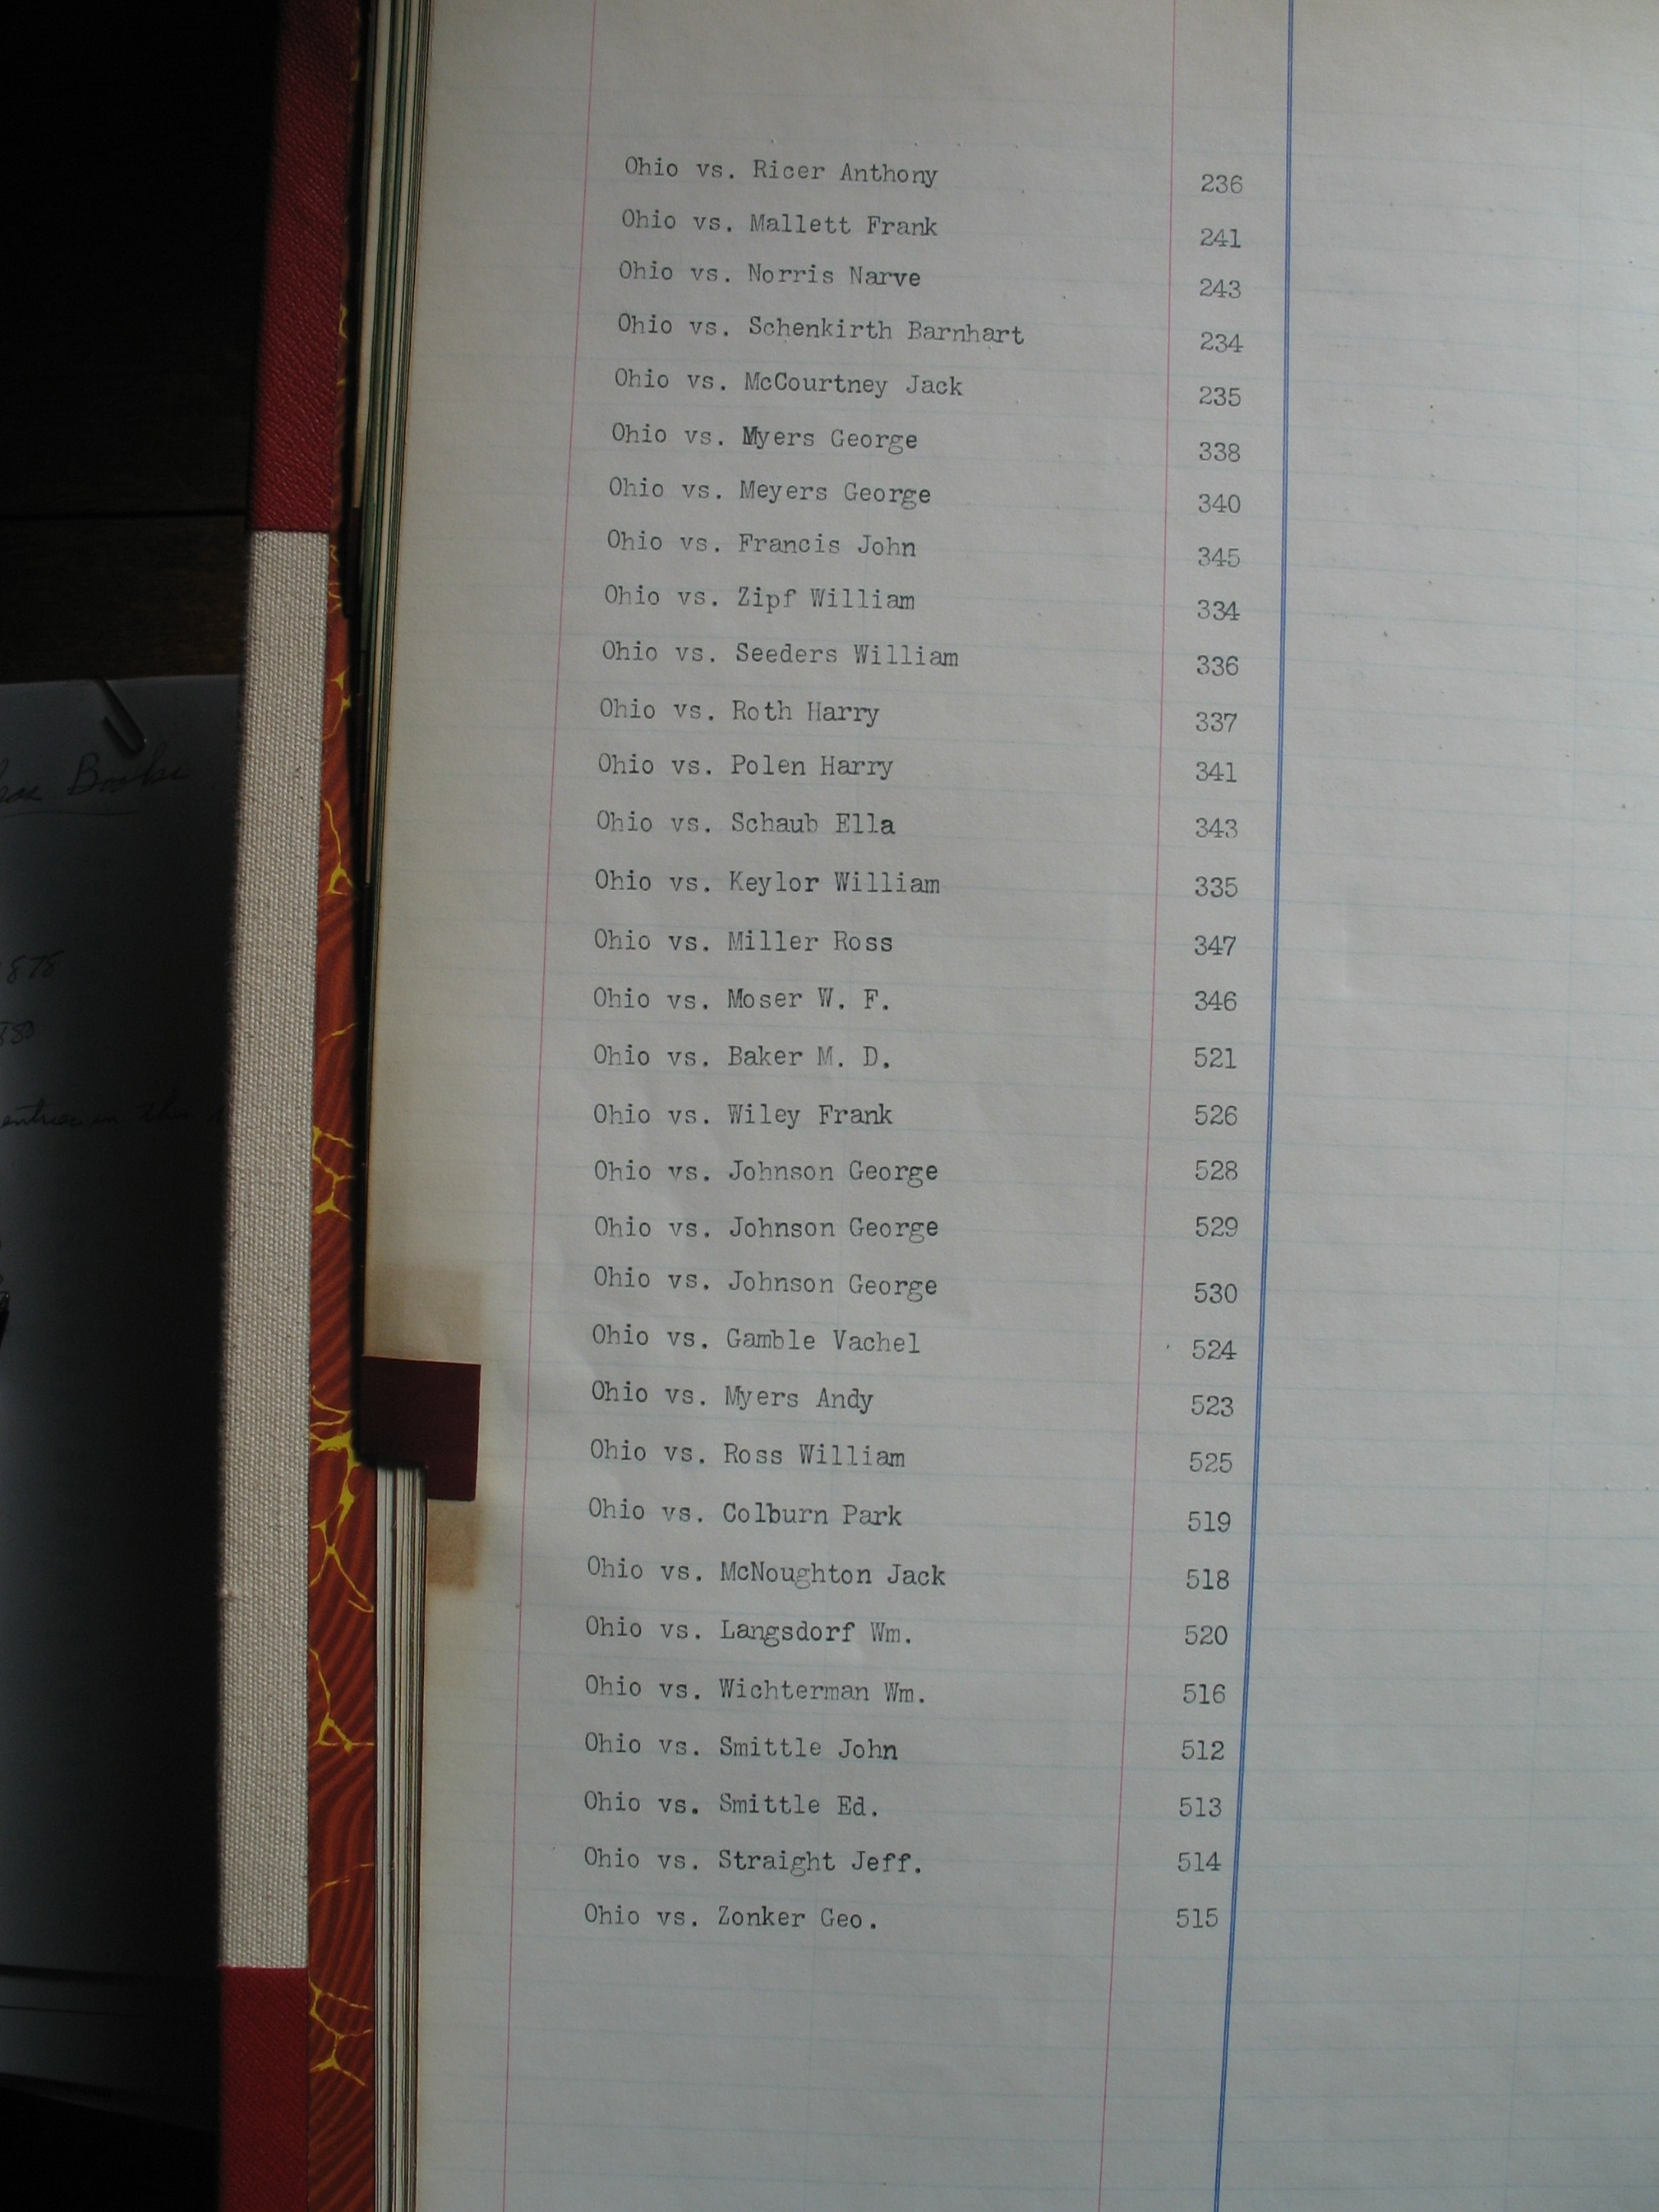 Ohio vs. Ricer Anthony 236
Ohio vs. Mallett Frank 241
Ohio vs. Norris Narve 243
Ohio vs. Schenkirth Barnhart 234
Ohio vs. McCourtney Jack 235
Ohio vs. Myers George 338
Ohio vs. Meyers George 340
Ohio vs. Francis John 345
Ohio vs. Zipf William 334
Ohio vs. Seeders William 336
Ohio vs. Roth Harry 337
Ohio vs. Polen Harry 341
Ohio vs. Schaub Ella 343
Ohio vs. Keylor William 335
Ohio vs. Miller Ross 347
Ohio vs. Moser W. F. 346
Ohio vs. Baker M. D. 521
Ohio vs. Wiley Frank 526
Ohio vs. Johnson George 528
Ohio vs. Johnson George 529
Ohio vs. Johnson George 530
Ohio vs. Gamble Vachel 524
Ohio vs. Myers Andy 523
Ohio vs. Ross William 525
Ohio vs. Colburn Park 519
Ohio vs. McNoughton Jack 518
Ohio vs. Langsdorf Wm. 520
Ohio vs. Wichterman Wm. 516
Ohio vs. Smittle John 512
Ohio vs. Smittle Ed. 513
Ohio vs. Straight Jeff. 514
Ohio vs. Zonker Geo. 515
Books
878
880
entries in this